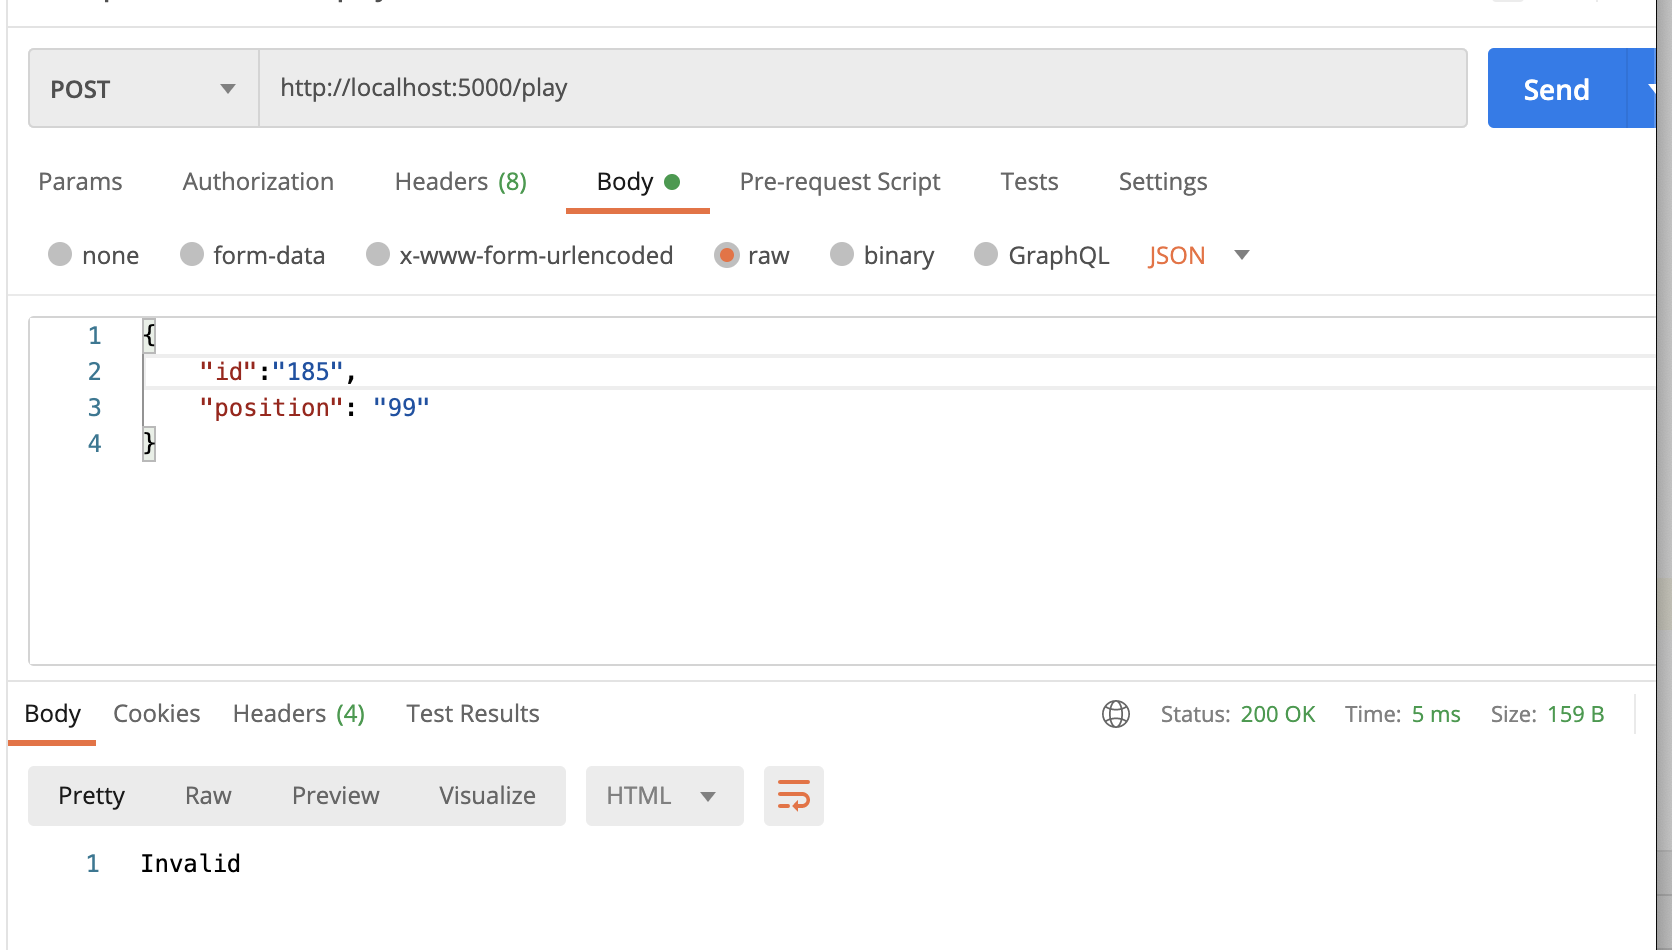 POST http://localhost:5000/play Send
Params Authorization Headers (8) Body Pre-request Script Tests Settings
none form-data x-www-form-urlencoded raw binary GraphQL JSON
1 {
2 "id":"185",
3 "position": "99"
4 }
Body Cookies Headers (4) Test Results Status: 200 OK Time: 5 ms Size: 159 B
Pretty Raw Preview Visualize HTML
1 Invalid